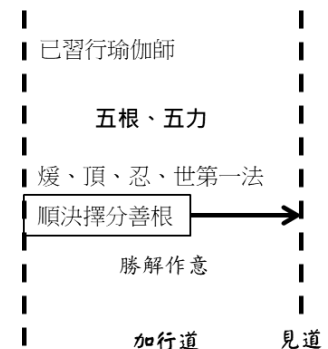 已習行瑜伽師
五根、五力
煖、頂、忍、世第一法
順決擇分善根
勝解作意
加行道 見道